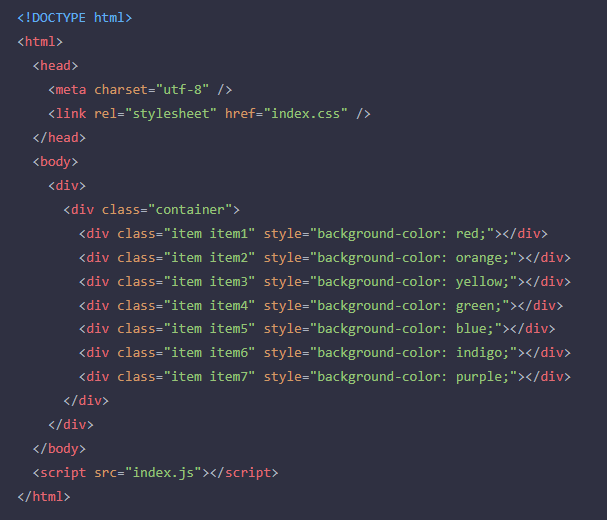 <!DOCTYPE html>
<html>
  <head>
    <meta charset="utf-8" />
    <link rel="stylesheet" href="index.css" />
  </head>
  <body>
    <div>
      <div class="container">
        <div class="item item1" style="background-color: red;"></div>
        <div class="item item2" style="background-color: orange;"></div>
        <div class="item item3" style="background-color: yellow;"></div>
        <div class="item item4" style="background-color: green;"></div>
        <div class="item item5" style="background-color: blue;"></div>
        <div class="item item6" style="background-color: indigo;"></div>
        <div class="item item7" style="background-color: purple;"></div>
      </div>
    </div>
  </body>
  <script src="index.js"></script>
</html>